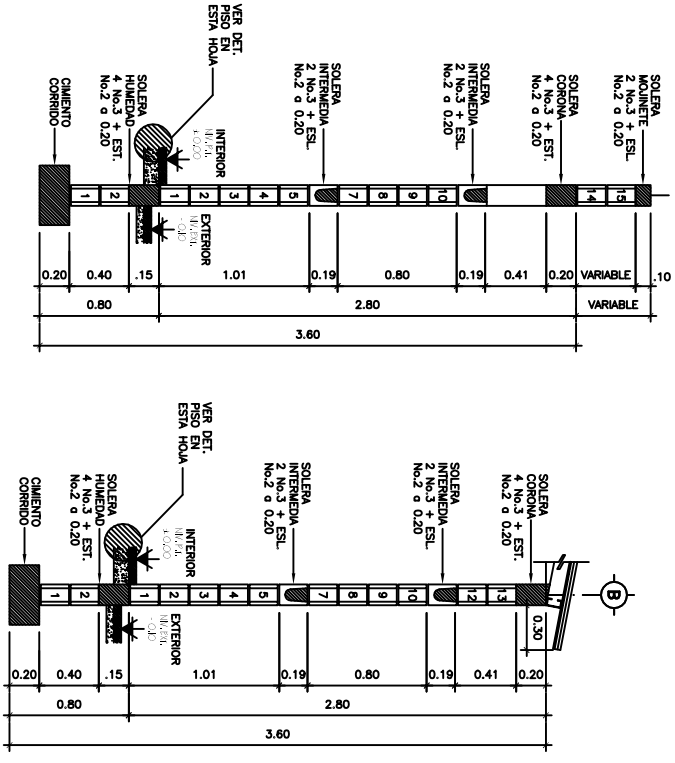 VER DET.
PISO EN
ESTA HOJA
SOLERA
MOJINETE
2 No.3 + ESL.
No.2 a 0.20
SOLERA
CORONA
4 No.3 + EST.
No.2 a 0.20
SOLERA
INTERMEDIA
2 No.3 + ESL.
No.2 a 0.20
SOLERA
INTERMEDIA
2 No.3 + ESL.
No.2 a 0.20
SOLERA
HUMEDAD
4 No.3 + EST.
No.2 a 0.20
CIMIENTO
CORRIDO
INTERIOR
±0.00
EXTERIOR
-0.10
1
2
1
2
3
4
5
7
8
9
10
14
15
0.20
0.40
.15
1.01
0.19
0.80
0.19
0.41
0.20
VARIABLE
.10
0.80
2.80
VARIABLE
3.60
VER DET.
PISO EN
ESTA HOJA
SOLERA
CORONA
4 No.3 + EST.
No.2 a 0.20
SOLERA
INTERMEDIA
2 No.3 + ESL.
No.2 a 0.20
SOLERA
INTERMEDIA
2 No.3 + ESL.
No.2 a 0.20
SOLERA
HUMEDAD
4 No.3 + EST.
No.2 a 0.20
CIMIENTO
CORRIDO
INTERIOR
±0.00
EXTERIOR
-0.10
B
0.30
1
2
1
2
3
4
5
7
8
9
10
12
13
0.20
0.40
.15
1.01
0.19
0.80
0.19
0.41
0.20
0.80
2.80
3.60